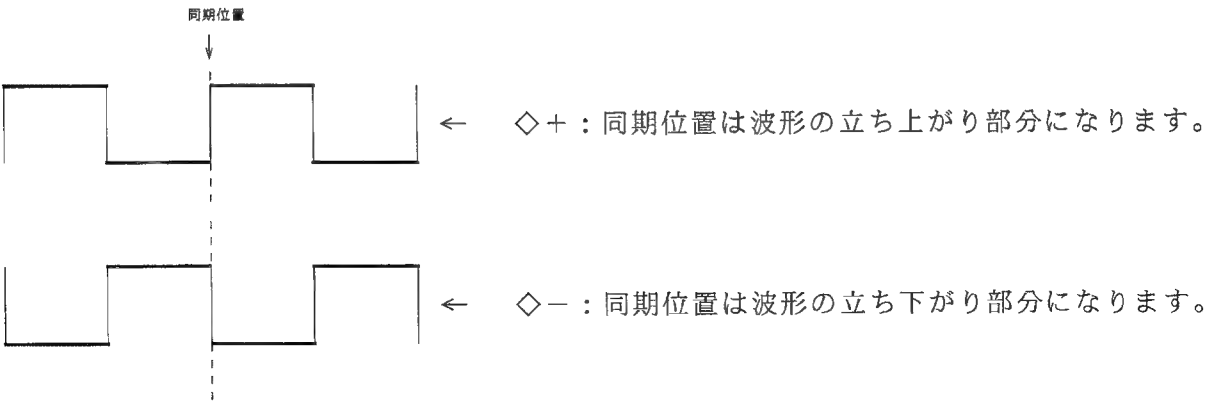 同期位置
← ◇+：同期位置は波形の立ち上がり部分になります。
← ◇−：同期位置は波形の立ち下がり部分になります。